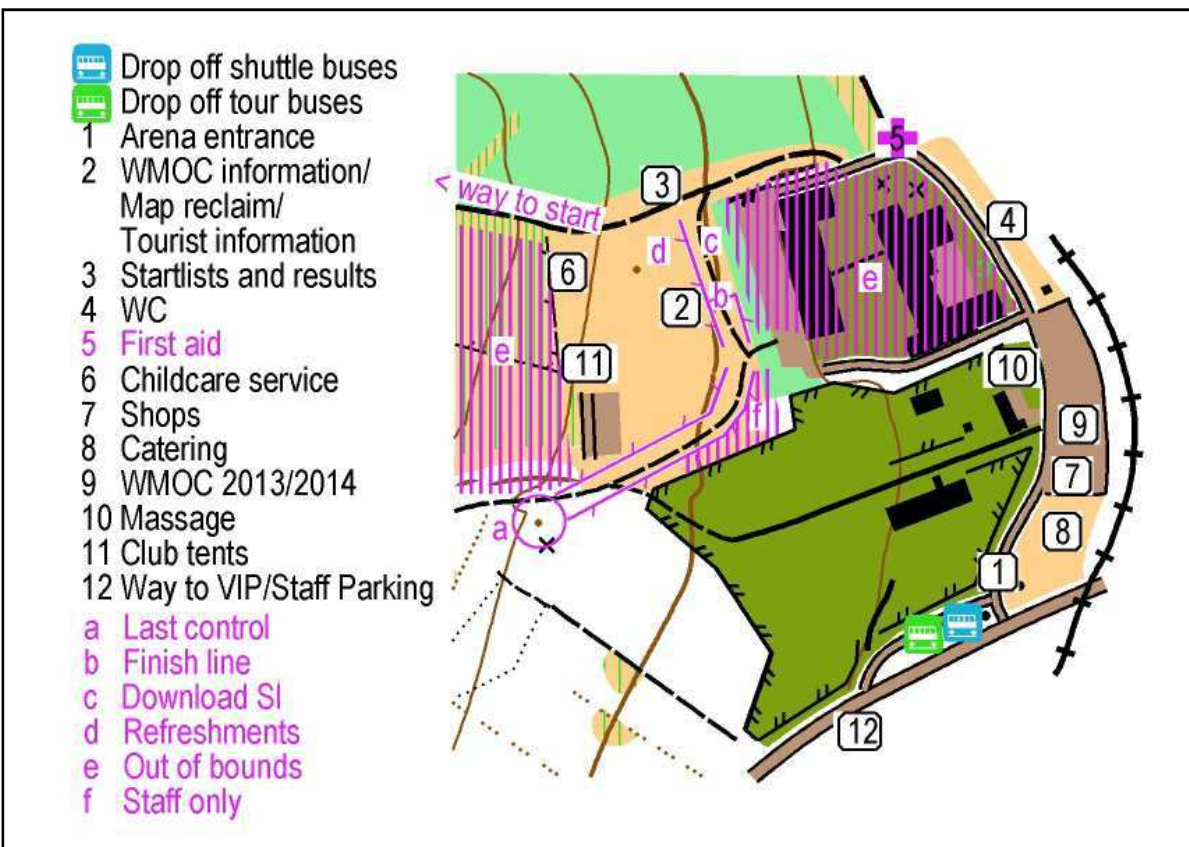 Drop off shuttle buses
Drop off tour buses
1 Arena entrance
2 WMOC information/
Map reclaim/
Tourist information
3 Startlists and results
4 WC
5 First aid
6 Childcare service
7 Shops
8 Catering
9 WMOC 2013/2014
10 Massage
11 Club tents
12 Way to VIP/Staff Parking
a Last control
b Finish line
c Download SI
d Refreshments
e Out of bounds
f Staff only
5
3
< way to start
4
c
d
6
e
b
2
e
11
10
f
9
7
a
8
1
12